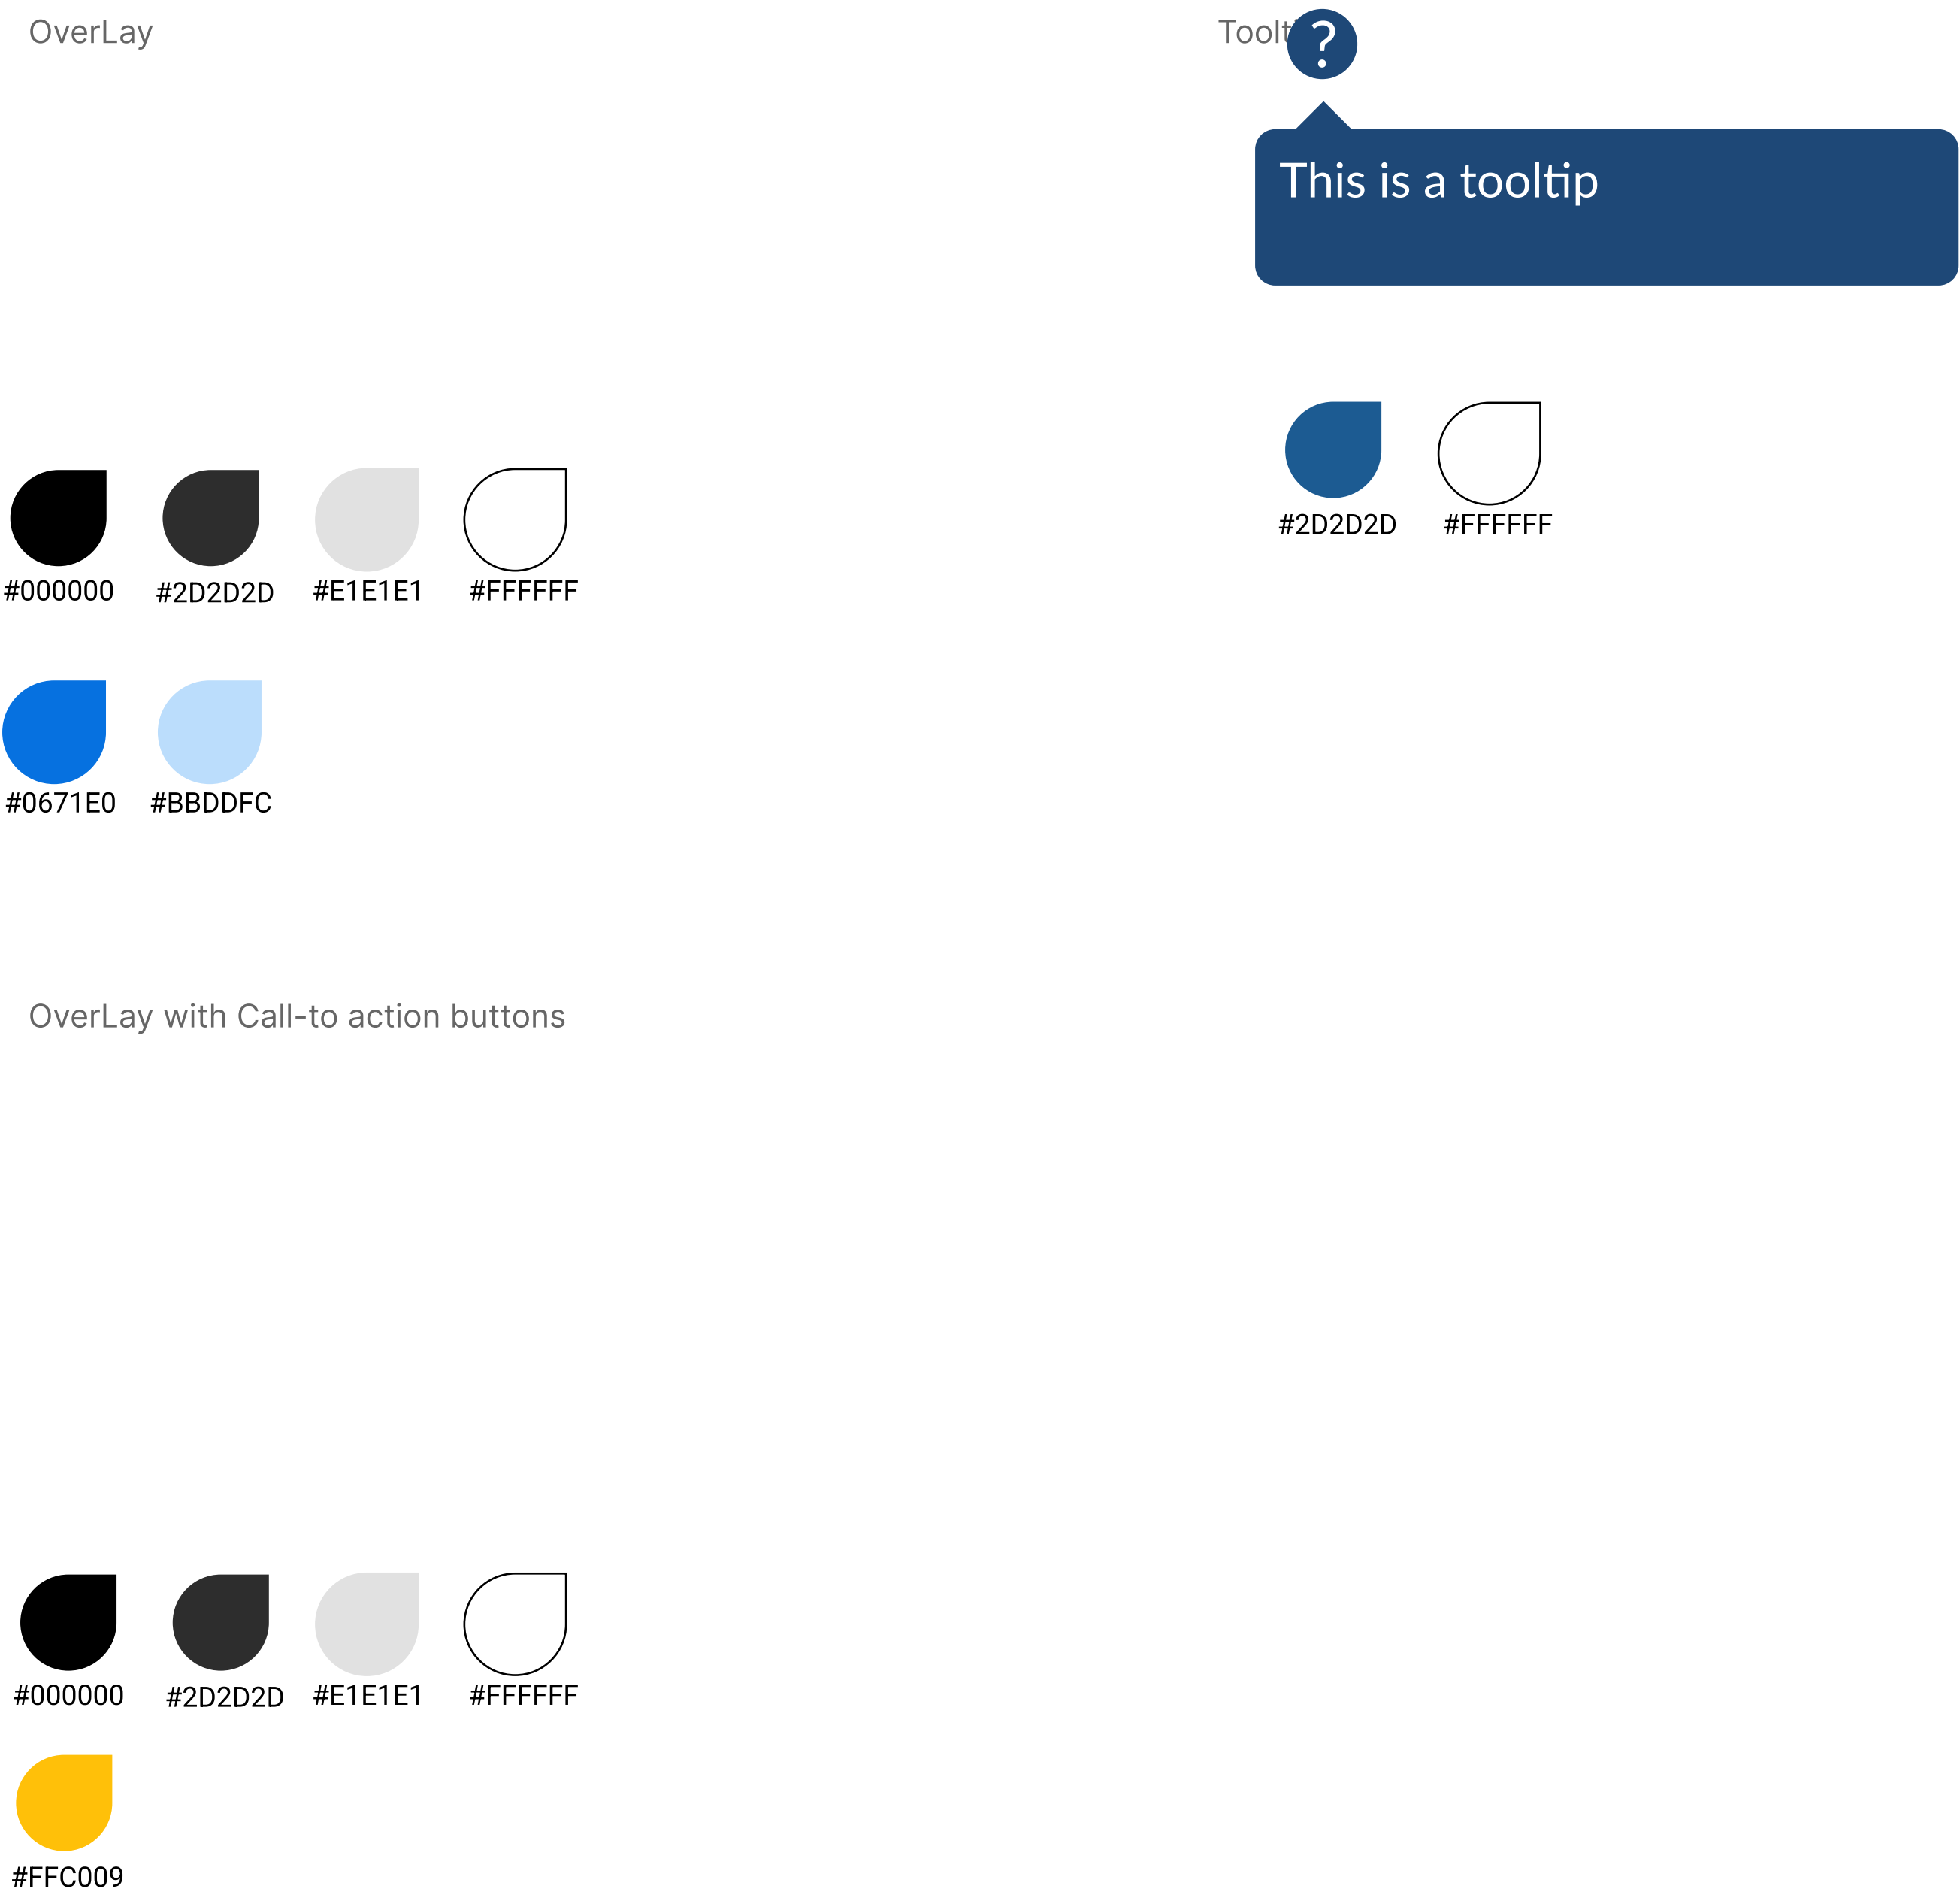 OverLay
?
This is a tooltip
#2D2D2D #FFFFFF
#000000 #2D2D2D #E1E1E1 #FFFFFF
#0671E0 #BBDDFC
OverLay with Call-to action buttons
#000000 #2D2D2D #E1E1E1 #FFFFFF
#FFC009